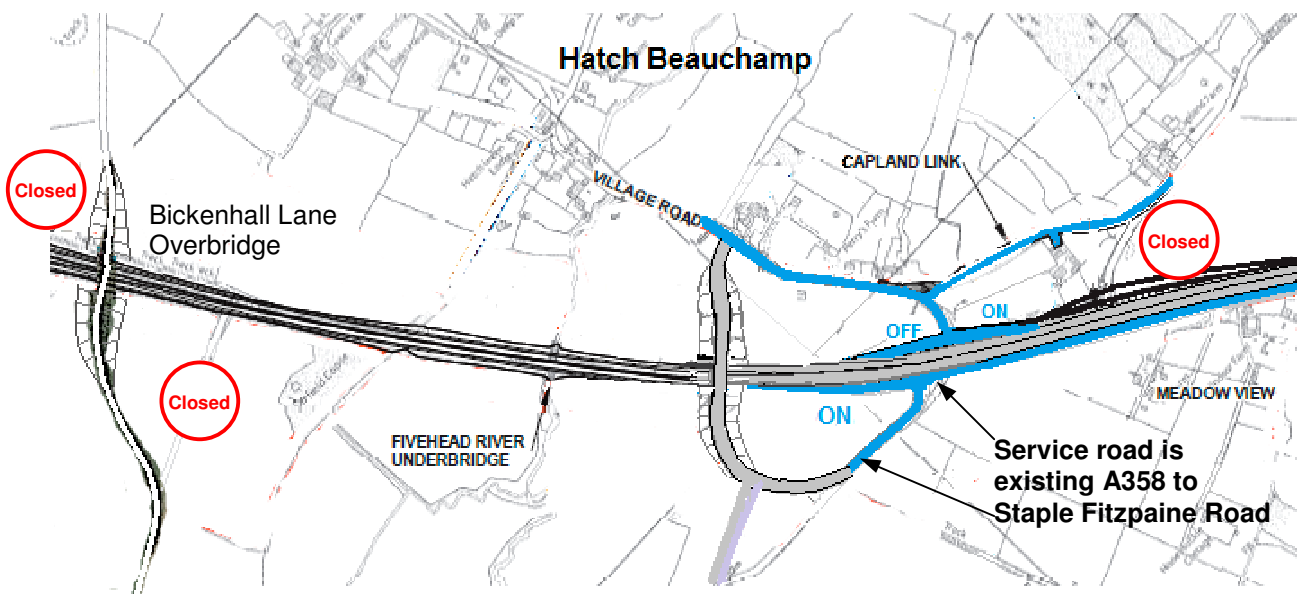 Hatch Beauchamp
Closed
Bickenhall Lane
Overbridge
VILLAGE ROAD
CAPLAND LINK
Closed
ON
OFF
Closed
ON
MEADOW VIEW
FIVEHEAD RIVER
UNDERBRIDGE
Service road is
existing A358 to
Staple Fitzpaine Road
Track